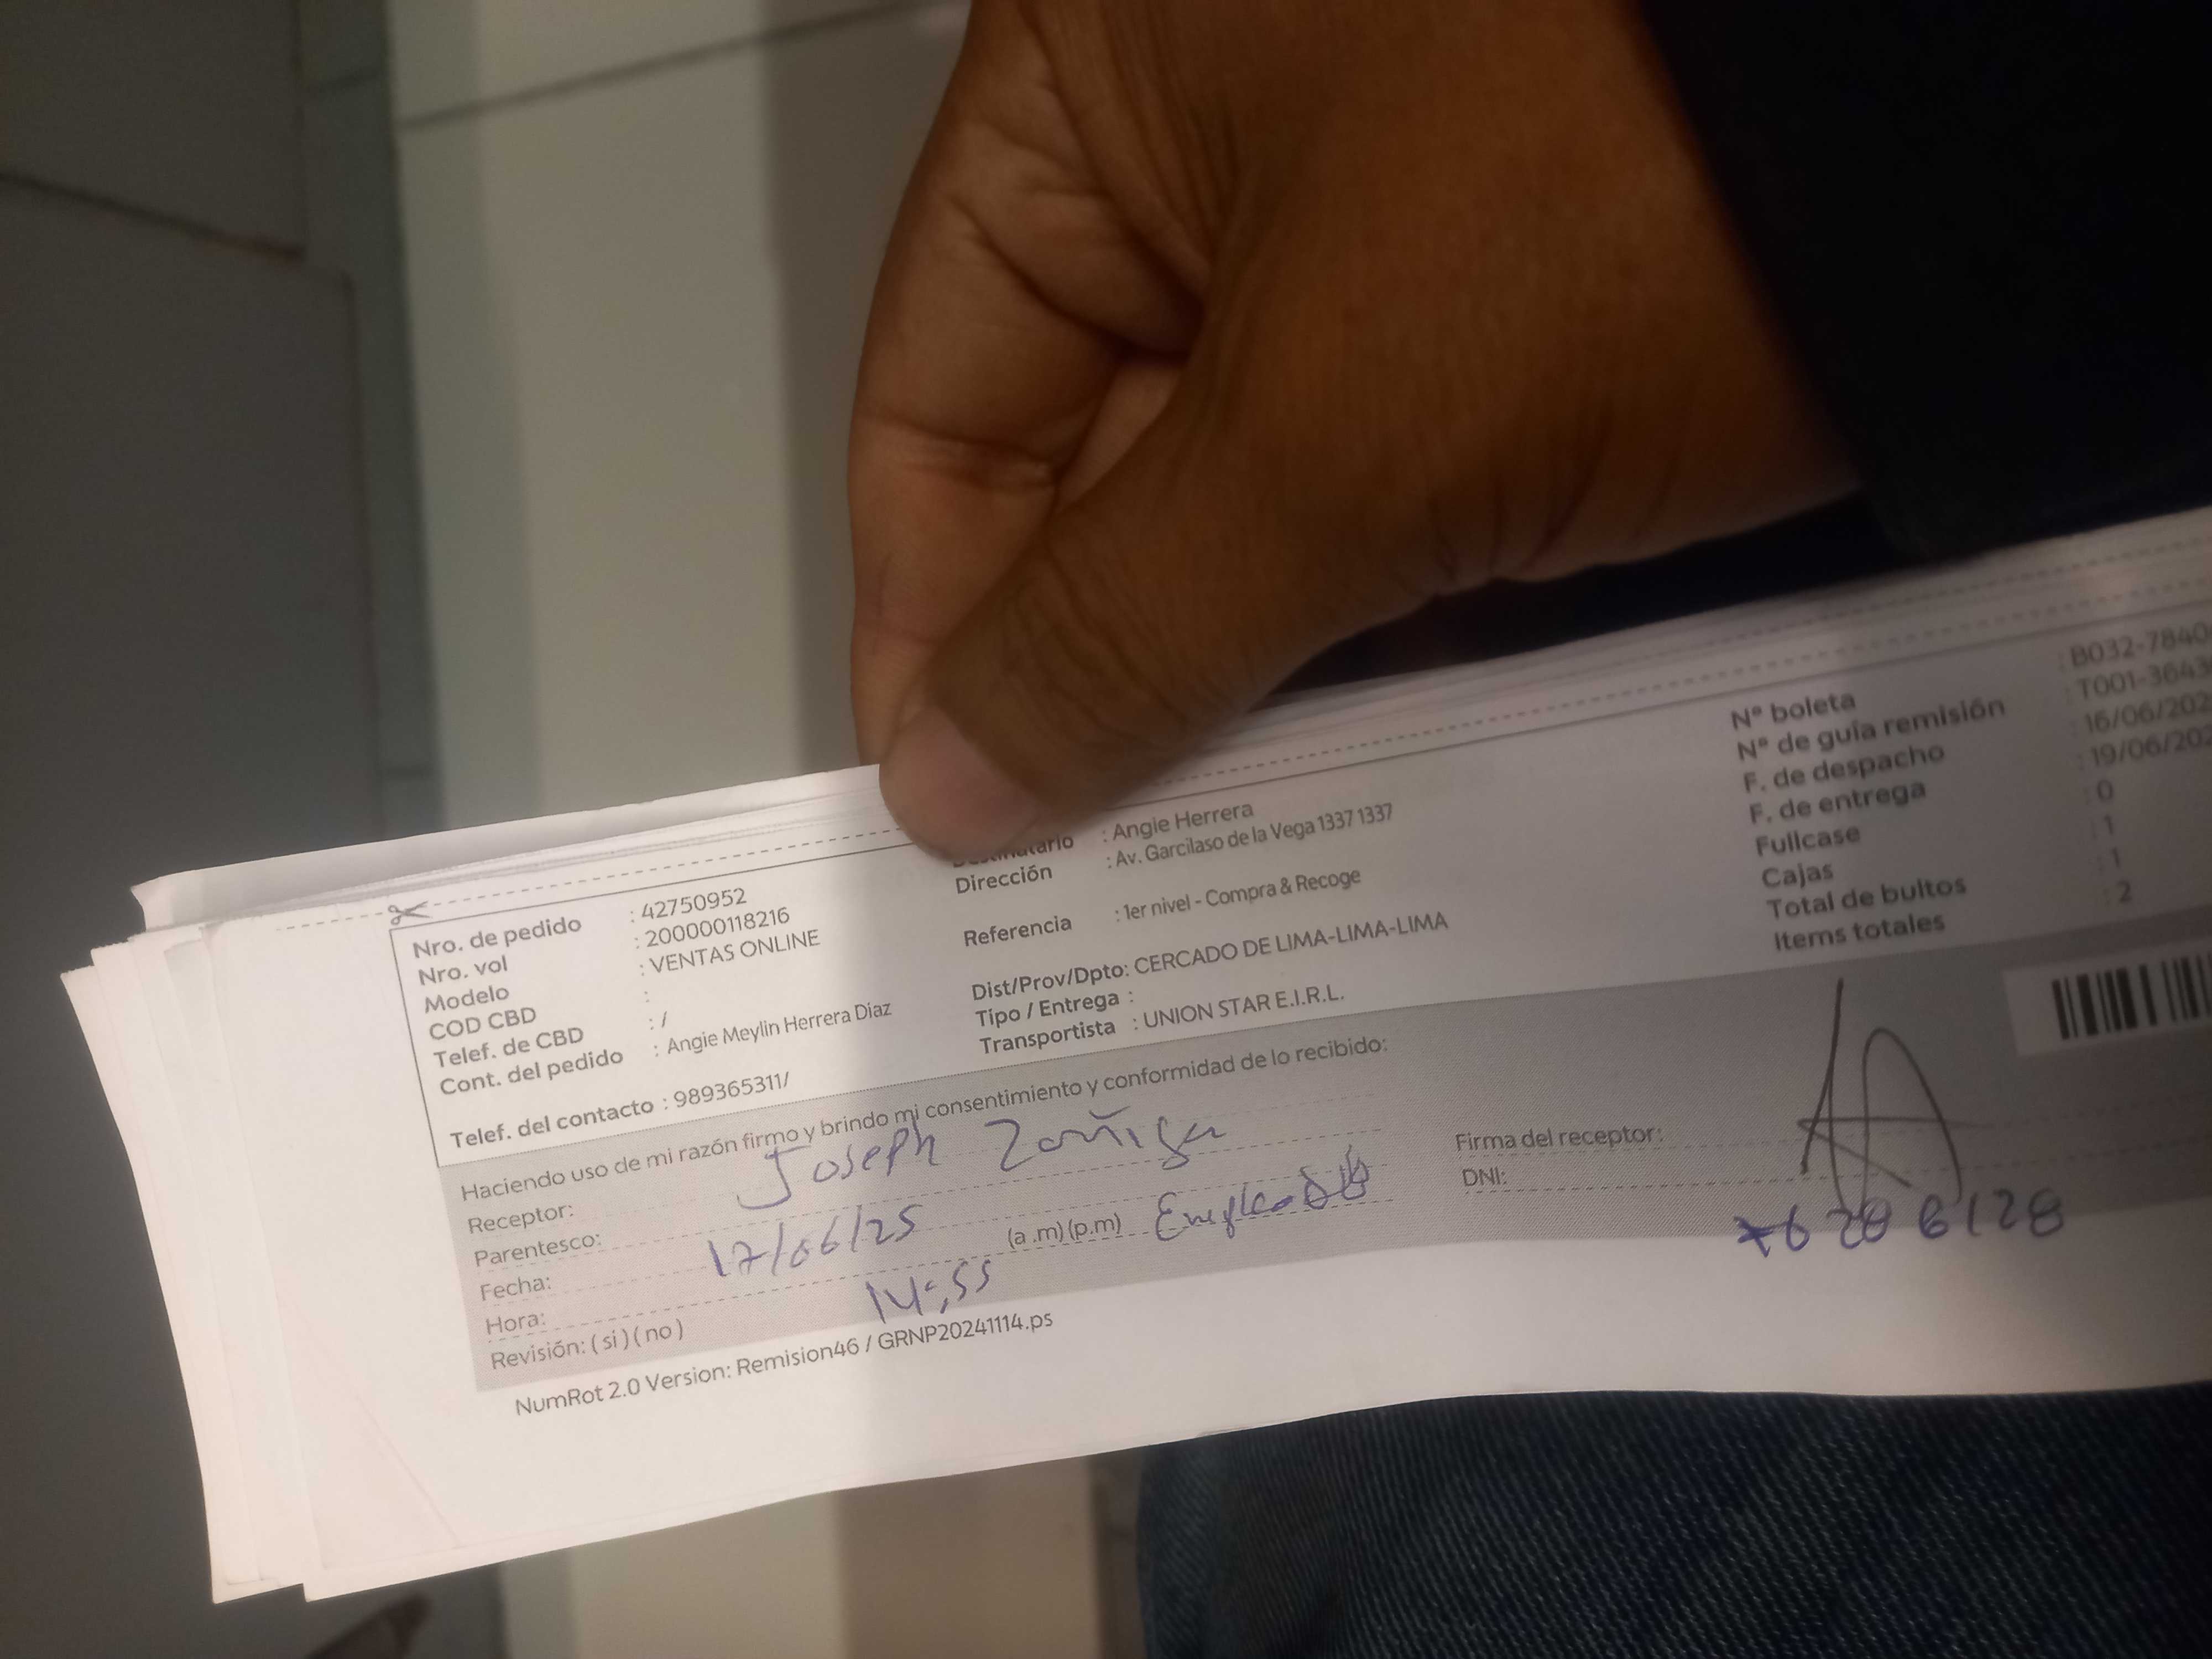 Nro. de pedido : 42750952
Nro. vol : 200000118216
Modelo : VENTAS ONLINE
COD CBD :
Telef. de CBD : /
Cont. del pedido : Angie Meylin Herrera Diaz
Telef. del contacto : 989365311/
: Angie Herrera
Dirección : Av. Garcilaso de la Vega 1337 1337
Referencia : 1er nivel - Compra & Recoge
Dist/Prov/Dpto: CERCADO DE LIMA-LIMA-LIMA
Tipo / Entrega :
Transportista : UNION STAR E.I.R.L.
N° boleta : B032-7840
N° de guía remisión : T001-3643
F. de despacho : 16/06/202
F. de entrega : 19/06/202
Fullcase : 0
Cajas : 1
Total de bultos : 1
Items totales : 2
Haciendo uso de mi razón firmo y brindo mi consentimiento y conformidad de lo recibido:
Receptor: Joseph Zoñiga
Parentesco:
Fecha: 17/06/25
Hora: (a .m) (p.m)
14:55
Revisión: ( si ) ( no )
Firma del receptor:
DNI:
NumRot 2.0 Version: Remision46 / GRNP20241114.ps